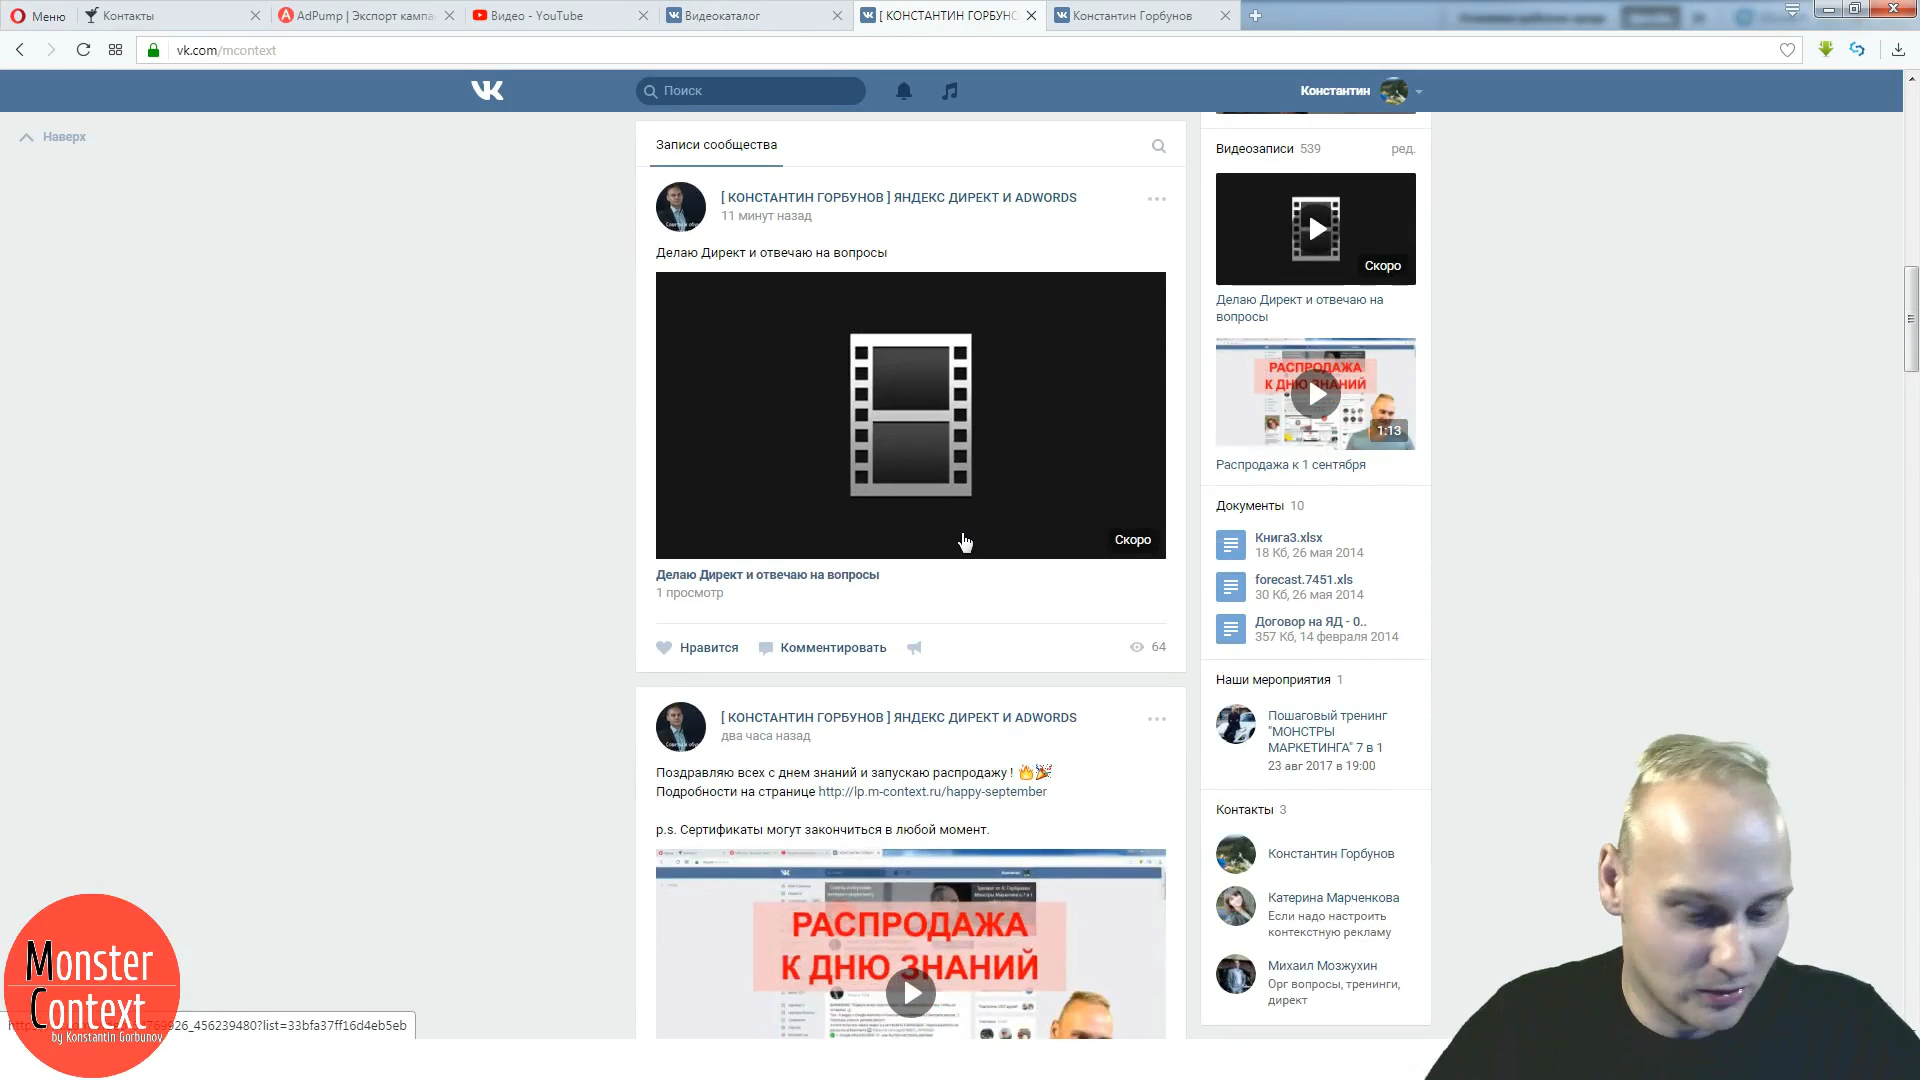 Меню
Контакты
AdPump | Экспорт кампа
Видео - YouTube
Видеокаталог
[ КОНСТАНТИН ГОРБУНО
Константин Горбунов
vk.com/mcontext
Поиск
Константин
Наверх
Записи сообщества
[ КОНСТАНТИН ГОРБУНОВ ] ЯНДЕКС ДИРЕКТ И ADWORDS
11 минут назад
Делаю Директ и отвечаю на вопросы
Скоро
Делаю Директ и отвечаю на вопросы
1 просмотр
Нравится
Комментировать
64
[ КОНСТАНТИН ГОРБУНОВ ] ЯНДЕКС ДИРЕКТ И ADWORDS
два часа назад
Поздравляю всех с днем знаний и запускаю распродажу !
Подробности на странице http://lp.m-context.ru/happy-september
p.s. Сертификаты могут закончиться в любой момент.
РАСПРОДАЖА
К ДНЮ ЗНАНИЙ
Видеозаписи 539
ред.
Скоро
Делаю Директ и отвечаю на
вопросы
РАСПРОДАЖА
К ДНЮ ЗНАНИЙ
1:13
Распродажа к 1 сентября
Документы 10
Книга3.xlsx
18 Кб, 26 мая 2014
forecast.7451.xls
30 Кб, 26 мая 2014
Договор на ЯД - 0..
357 Кб, 14 февраля 2014
Наши мероприятия 1
Пошаговый тренинг
"МОНСТРЫ
МАРКЕТИНГА" 7 в 1
23 авг 2017 в 19:00
Контакты 3
Константин Горбунов
Катерина Марченкова
Если надо настроить
контекстную рекламу
Михаил Мозжухин
Орг вопросы, тренинги,
директ
Monster
Context
by Konstantin Gorbunov
769926_456239480?list=33bfa37ff16d4eb5eb